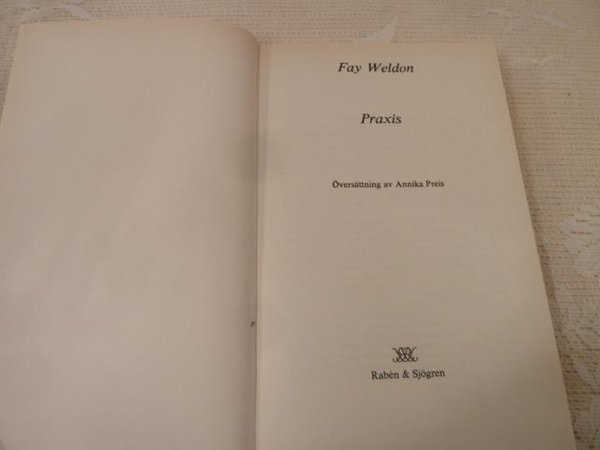 Fay Weldon
Praxis
Översättning av Annika Preis
Rabén & Sjögren